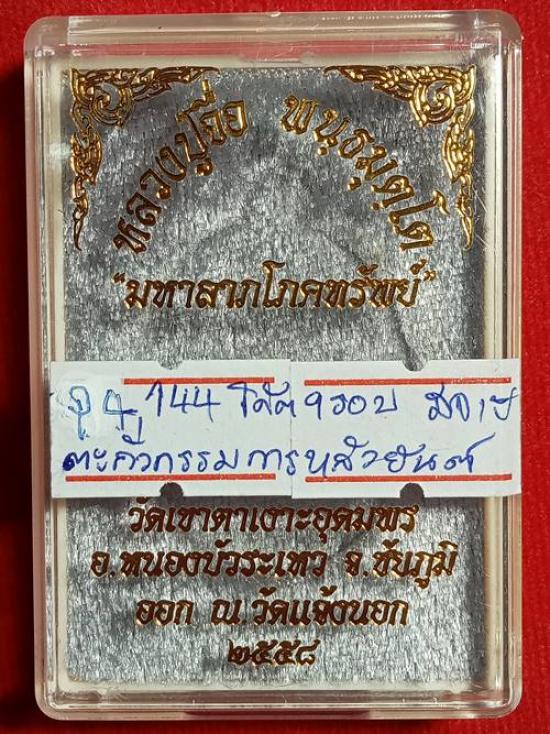 หลวงปู่จื่อ พนฺธมุตฺโต
"มหาลาภโภคทรัพย์"
144 โค๊ต 9 รอบ
ตะกั่วกรรมการหลังยันต์
วัดเขาตาเงาะอุดมพร
อ.หนองบัวระเหว จ.ชัยภูมิ
ออก ณ.วัดแจ้งนอก
๒๕๕๘